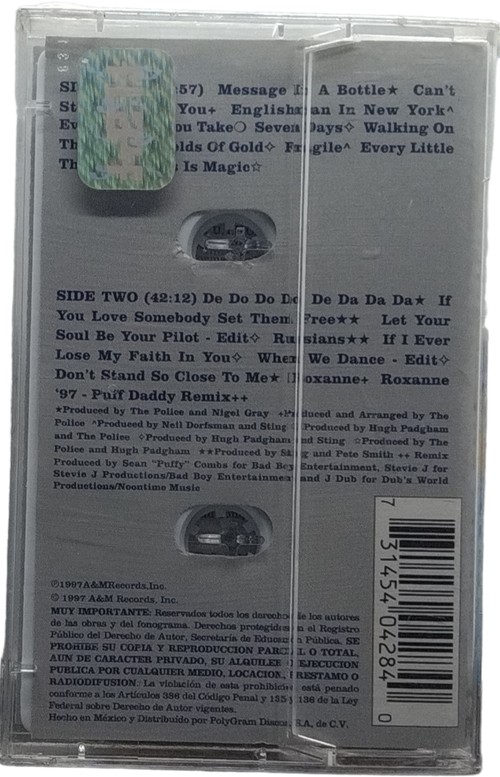 631
SI :57) Message In A Bottle★ Can't
St You+ Englishman In New York^
Ev ou Take❍ Seven Days✧ Walking On
Th olds Of Gold✧ Fragile^ Every Little
Th s Is Magic☆
SIDE TWO (42:12) De Do Do Do De Da Da Da★ If
You Love Somebody Set Them Free★★ Let Your
Soul Be Your Pilot - Edit✧ Russians★★ If I Ever
Lose My Faith In You✧ When We Dance - Edit✧
Don't Stand So Close To Me★ Roxanne+ Roxanne
'97 - Puff Daddy Remix++
★Produced by The Police and Nigel Gray +Produced and Arranged by The
Police ^Produced by Neil Dorfsman and Sting Produced by Hugh Padgham
and The Police ✧Produced by Hugh Padgham and Sting ☆Produced by The
Police and Hugh Padgham ★★Produced by Sting and Pete Smith ++ Remix
Produced by Sean "Puffy" Combs for Bad Boy Entertainment, Stevie J for
Stevie J Productions/Bad Boy Entertainment and J Dub for Dub's World
Productions/Noontime Music
℗1997A&MRecords,Inc.
© 1997 A&M Records, Inc.
MUY IMPORTANTE: Reservados todos los derechos de los autores
de las obras y del fonograma. Derechos protegidos en el Registro
Público del Derecho de Autor, Secretaría de Educación Pública. SE
PROHIBE SU COPIA Y REPRODUCCION PARCIAL O TOTAL,
AUN DE CARACTER PRIVADO, SU ALQUILER O EJECUCION
PUBLICA POR CUALQUIER MEDIO, LOCACION, PRESTAMO O
RADIODIFUSION. La violación de esta prohibición está penado
conforme a los Artículos 386 del Código Penal y 135 y 136 de la Ley
Federal sobre Derecho de Autor vigentes.
Hecho en México y Distribuido por PolyGram Discos, S.A. de C.V.
7 31454 04284 0